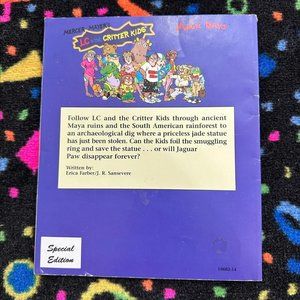 MERCER MAYER'S
LC + CRITTER KIDS
Follow LC and the Critter Kids through ancient
Maya ruins and the South American rainforest to
an archaeological dig where a priceless jade statue
has just been stolen. Can the Kids foil the smuggling
ring and save the statue . . . or will Jaguar
Paw disappear forever?
Written by:
Erica Farber/J. R. Sansevere
Special
Edition